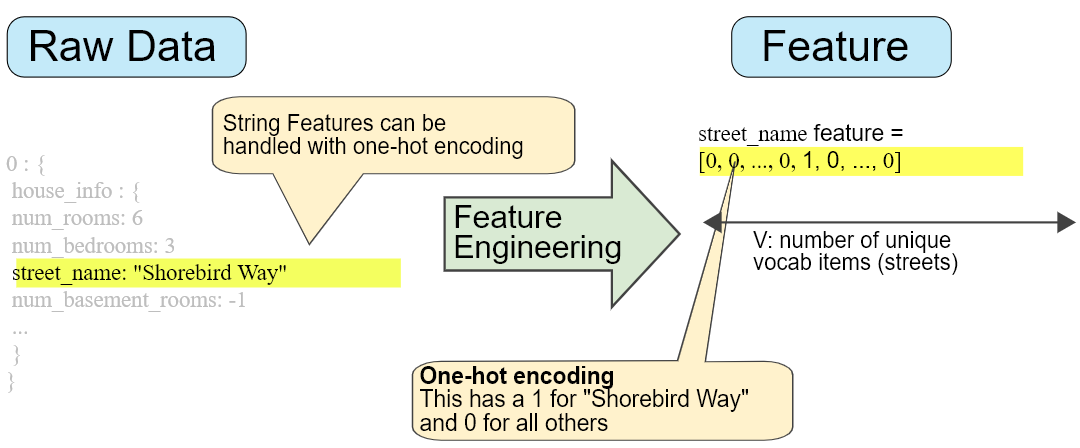 Raw Data
Feature
String Features can be
handled with one-hot encoding
0 : {
house_info : {
num_rooms: 6
num_bedrooms: 3
street_name: "Shorebird Way"
num_basement_rooms: -1
...
}
}
Feature
Engineering
street_name feature =
[0, 0, ..., 0, 1, 0, ..., 0]
V: number of unique
vocab items (streets)
One-hot encoding
This has a 1 for "Shorebird Way"
and 0 for all others